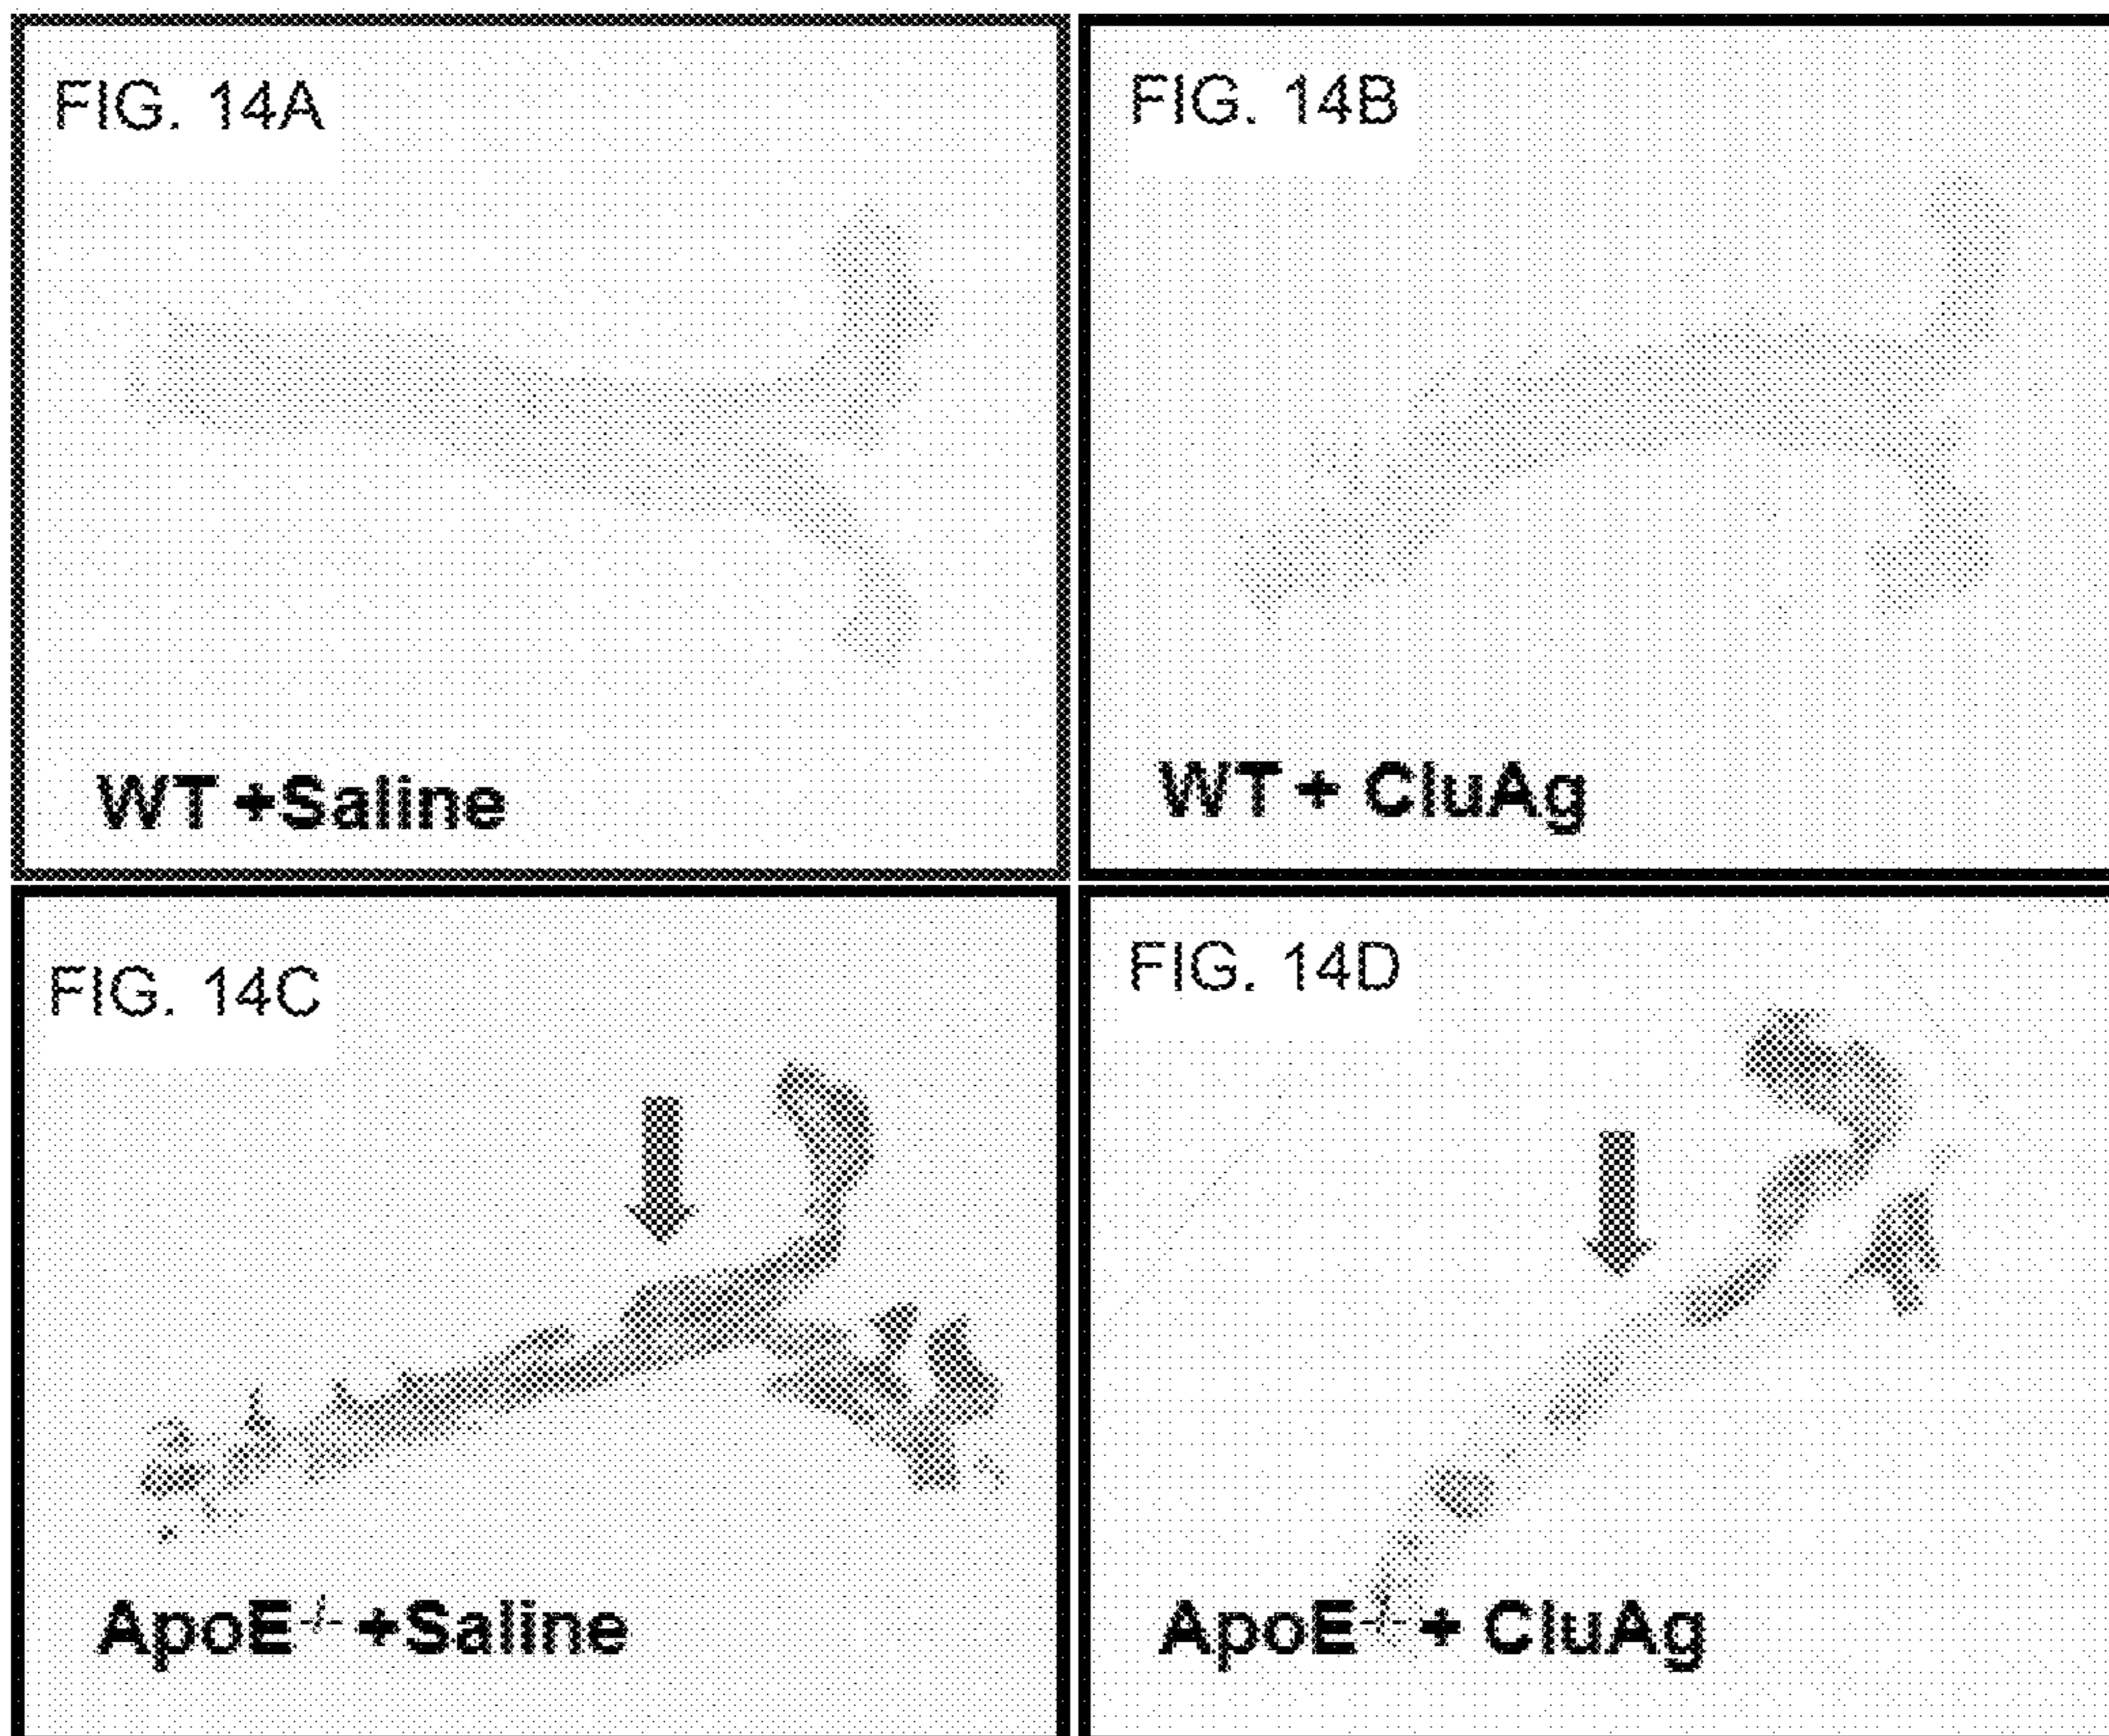 FIG. 14A
WT +Saline
FIG. 14B
WT + CluAg
FIG. 14C
ApoE-/- +Saline
FIG. 14D
ApoE-/- + CluAg